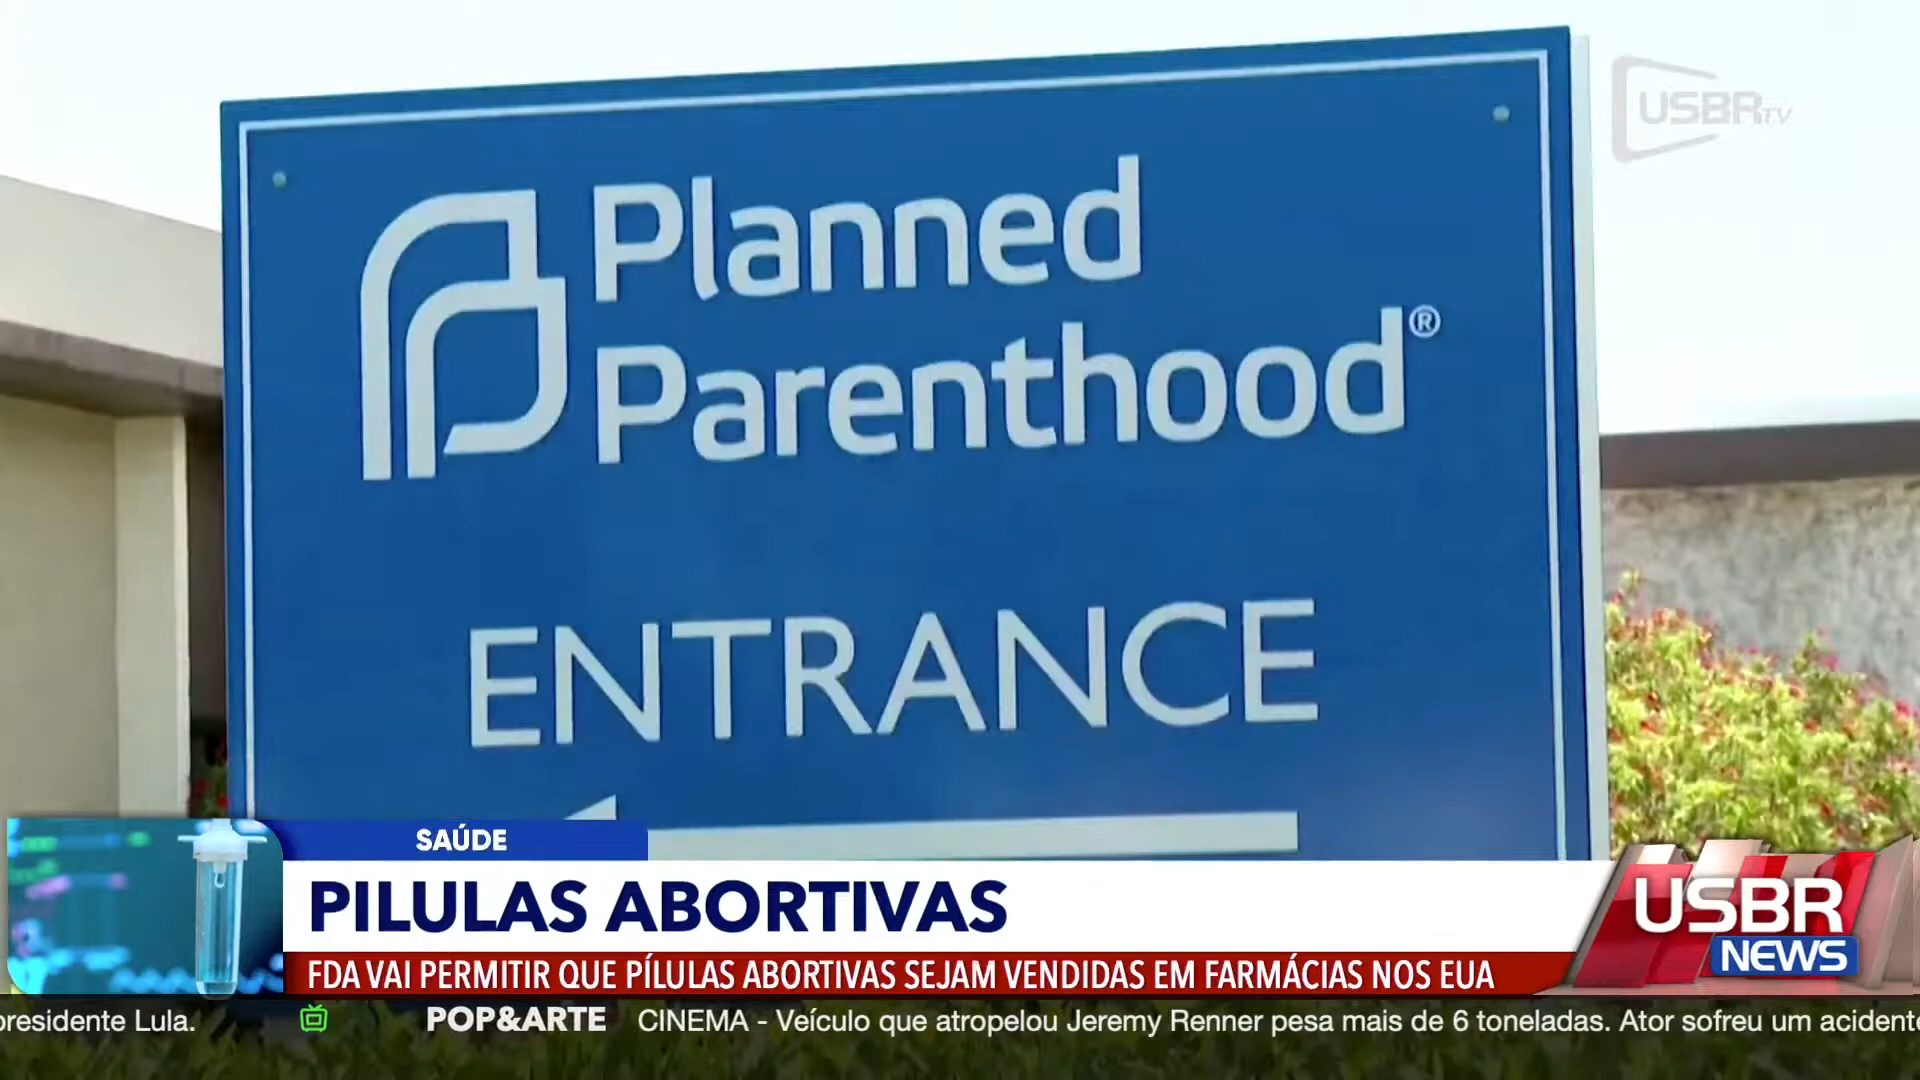 USBR TV
Planned
Parenthood®
ENTRANCE
SAÚDE
PILULAS ABORTIVAS
FDA VAI PERMITIR QUE PÍLULAS ABORTIVAS SEJAM VENDIDAS EM FARMÁCIAS NOS EUA
USBR
NEWS
presidente Lula. POP&ARTE CINEMA - Veículo que atropelou Jeremy Renner pesa mais de 6 toneladas. Ator sofreu um acidente